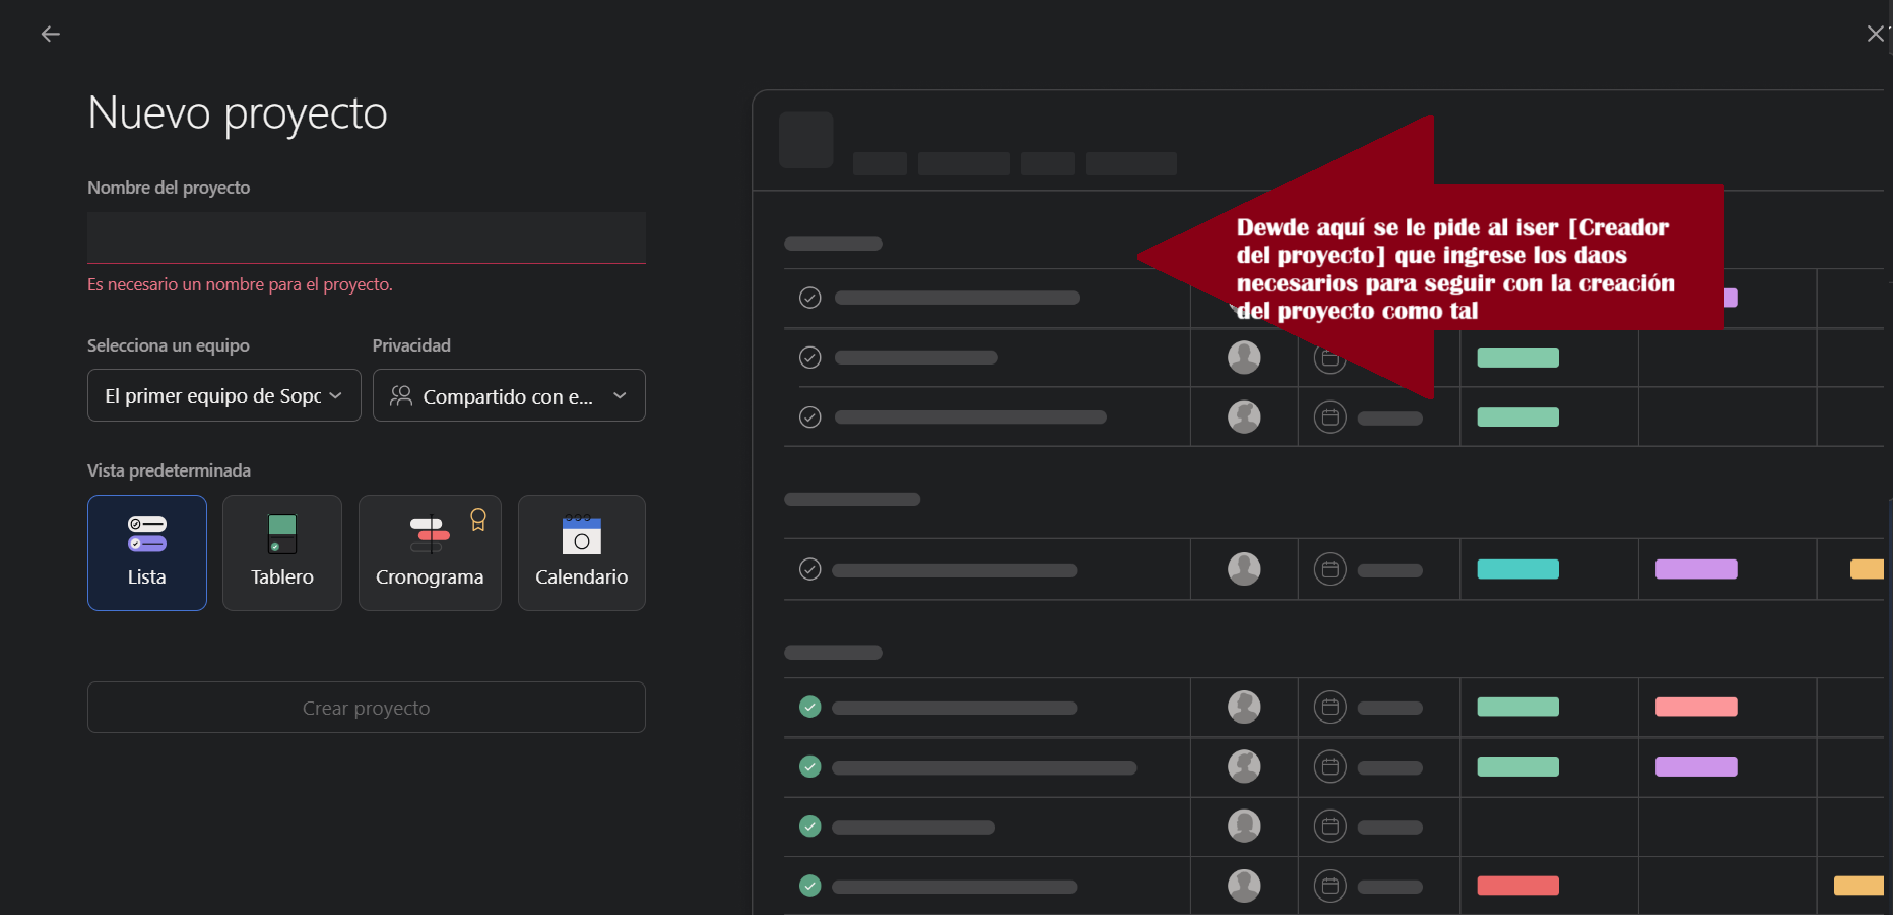 Nuevo proyecto
Nombre del proyecto
Es necesario un nombre para el proyecto.
Selecciona un equipo
Privacidad
El primer equipo de Sopc
Compartido con e...
Vista predeterminada
Lista
Tablero
Cronograma
Calendario
Crear proyecto
Dewde aquí se le pide al iser [Creador
del proyecto] que ingrese los daos
necesarios para seguir con la creación
del proyecto como tal